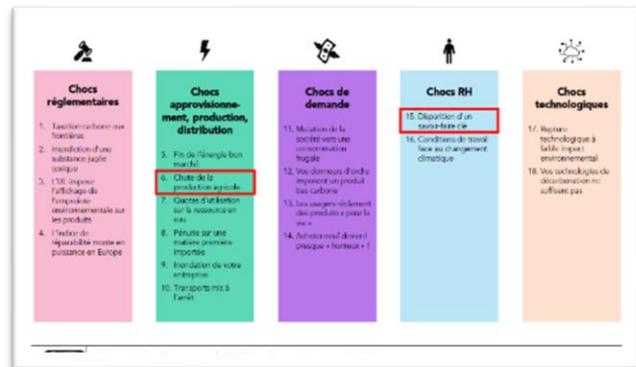 Chocs
réglementaires
1. Taxation carbone aux
frontières
2. Interdiction d'une
substance jugée
toxique
3. L'UE impose
l'affichage de
l'empreinte
environnementale sur
les produits
4. L'indice de
réparabilité monte en
puissance en Europe
Chocs
approvisionne-
ment, production,
distribution
5. Fin de l'énergie bon
marché
6. Chute de la
production agricole
7. Quotas d'utilisation
sur la ressource en
eau
8. Pénurie sur une
matière première
importée
9. Inondation de votre
entreprise
10. Transports mis à
l'arrêt
Chocs de
demande
11. Mutation de la
société vers une
consommation
frugale
12. Vos donneurs d'ordre
imposent un produit
bas carbone
13. Les usagers réclament
des produits « pour la
vie »
14. Acheter neuf devient
presque « honteux » !
Chocs RH
15. Disparition d'un
savoir-faire clé
16. Conditions de travail
face au changement
climatique
Chocs
technologiques
17. Rupture
technologique à
faible impact
environnemental
18. Vos technologies de
décarbonation ne
suffisent pas